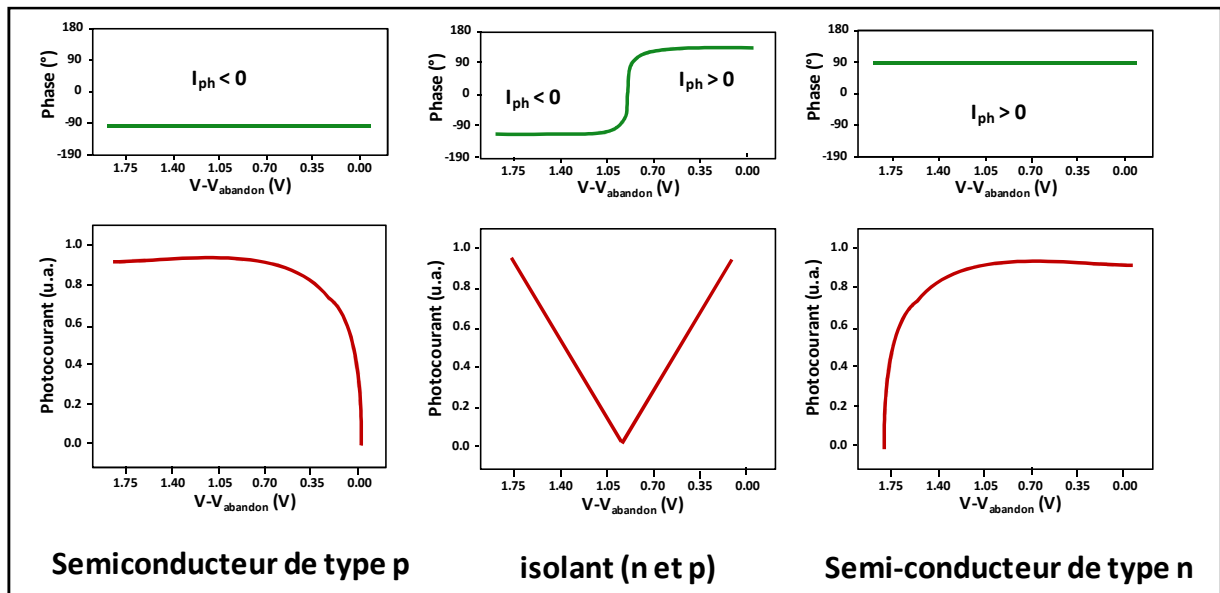 180
90
0
-90
-190
Phase (°)
I_ph < 0
1.75 1.40 1.05 0.70 0.35 0.00
V-V_abandon (V)
180
90
0
-90
-190
Phase (°)
I_ph < 0
I_ph > 0
1.75 1.40 1.05 0.70 0.35 0.00
V-V_abandon (V)
180
90
0
-90
-190
Phase (°)
I_ph > 0
1.75 1.40 1.05 0.70 0.35 0.00
V-V_abandon (V)
1.0
0.8
0.6
0.4
0.2
0.0
Photocourant (u.a.)
1.75 1.40 1.05 0.70 0.35 0.00
V-V_abandon (V)
1.0
0.8
0.6
0.4
0.2
0.0
Photocourant (u.a.)
1.75 1.40 1.05 0.70 0.35 0.00
V-V_abandon (V)
1.0
0.8
0.6
0.4
0.2
0.0
Photocourant (u.a.)
1.75 1.40 1.05 0.70 0.35 0.00
V-V_abandon (V)
Semiconducteur de type p
isolant (n et p)
Semi-conducteur de type n